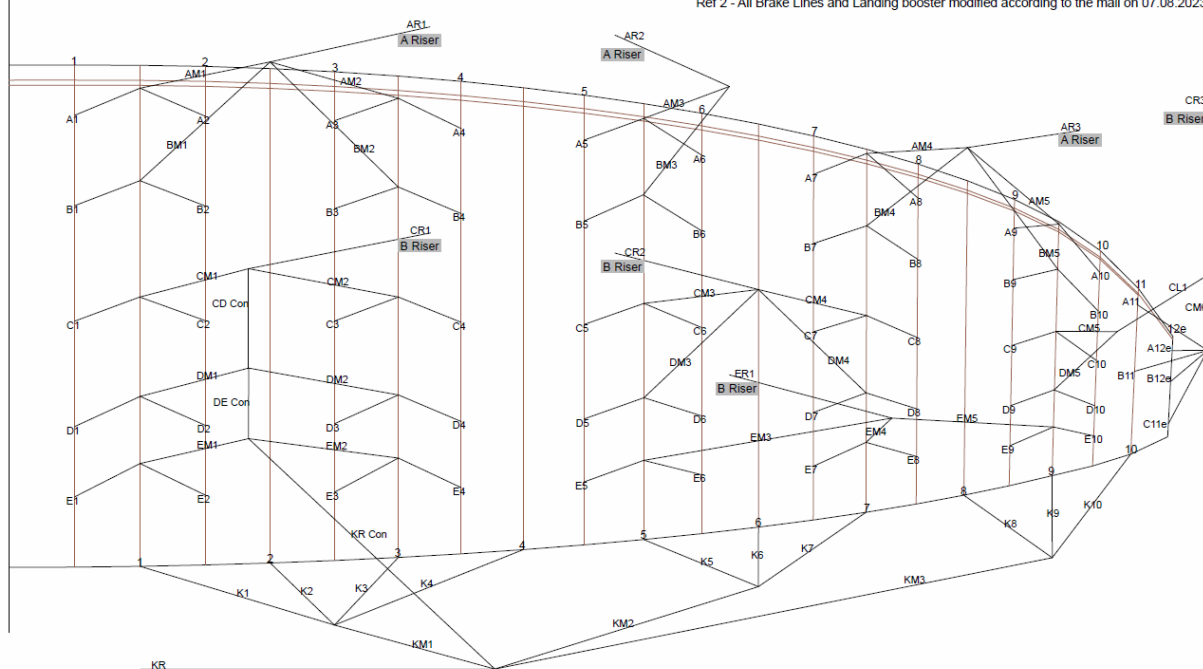 Ref 2 - All Brake Lines and Landing booster modified according to the mail on 07.08.2023
AR1
A Riser
AR2
A Riser
CR3
B Riser
AR3
A Riser
1
2
3
4
5
6
7
8
9
10
11
12e
AM1
AM2
AM3
AM4
AM5
A1
A2
A3
A4
A5
A6
A7
A8
A9
A10
A11
A12e
BM1
BM2
BM3
BM4
BM5
B1
B2
B3
B4
B5
B6
B7
B8
B9
B10
B11
B12e
CR1
B Riser
CR2
B Riser
CL1
CM1
CM2
CM3
CM4
CM5
CM6
CD Con
C1
C2
C3
C4
C5
C6
C7
C8
C9
C10
C11e
DM1
DM2
DM3
DM4
DM5
ER1
B Riser
DE Con
D1
D2
D3
D4
D5
D6
D7
D8
D9
D10
EM1
EM2
EM3
EM4
EM5
E1
E2
E3
E4
E5
E6
E7
E8
E9
E10
KR Con
1
2
3
4
5
6
7
8
9
10
K1
K2
K3
K4
K5
K6
K7
K8
K9
K10
KM1
KM2
KM3
KR